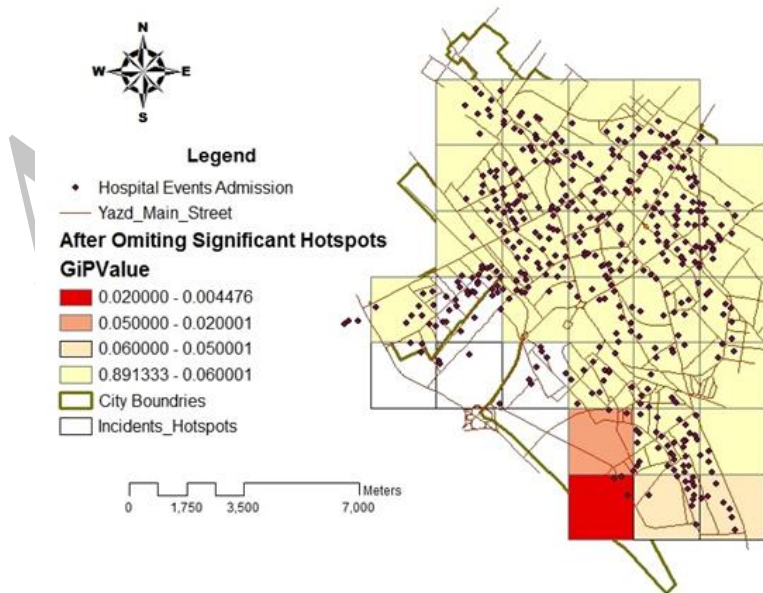 N
W E
S
Legend
Hospital Events Admission
Yazd_Main_Street
After Omiting Significant Hotspots
GiPValue
0.020000 - 0.004476
0.050000 - 0.020001
0.060000 - 0.050001
0.891333 - 0.060001
City Boundries
Incidents_Hotspots
Meters
0 1,750 3,500 7,000